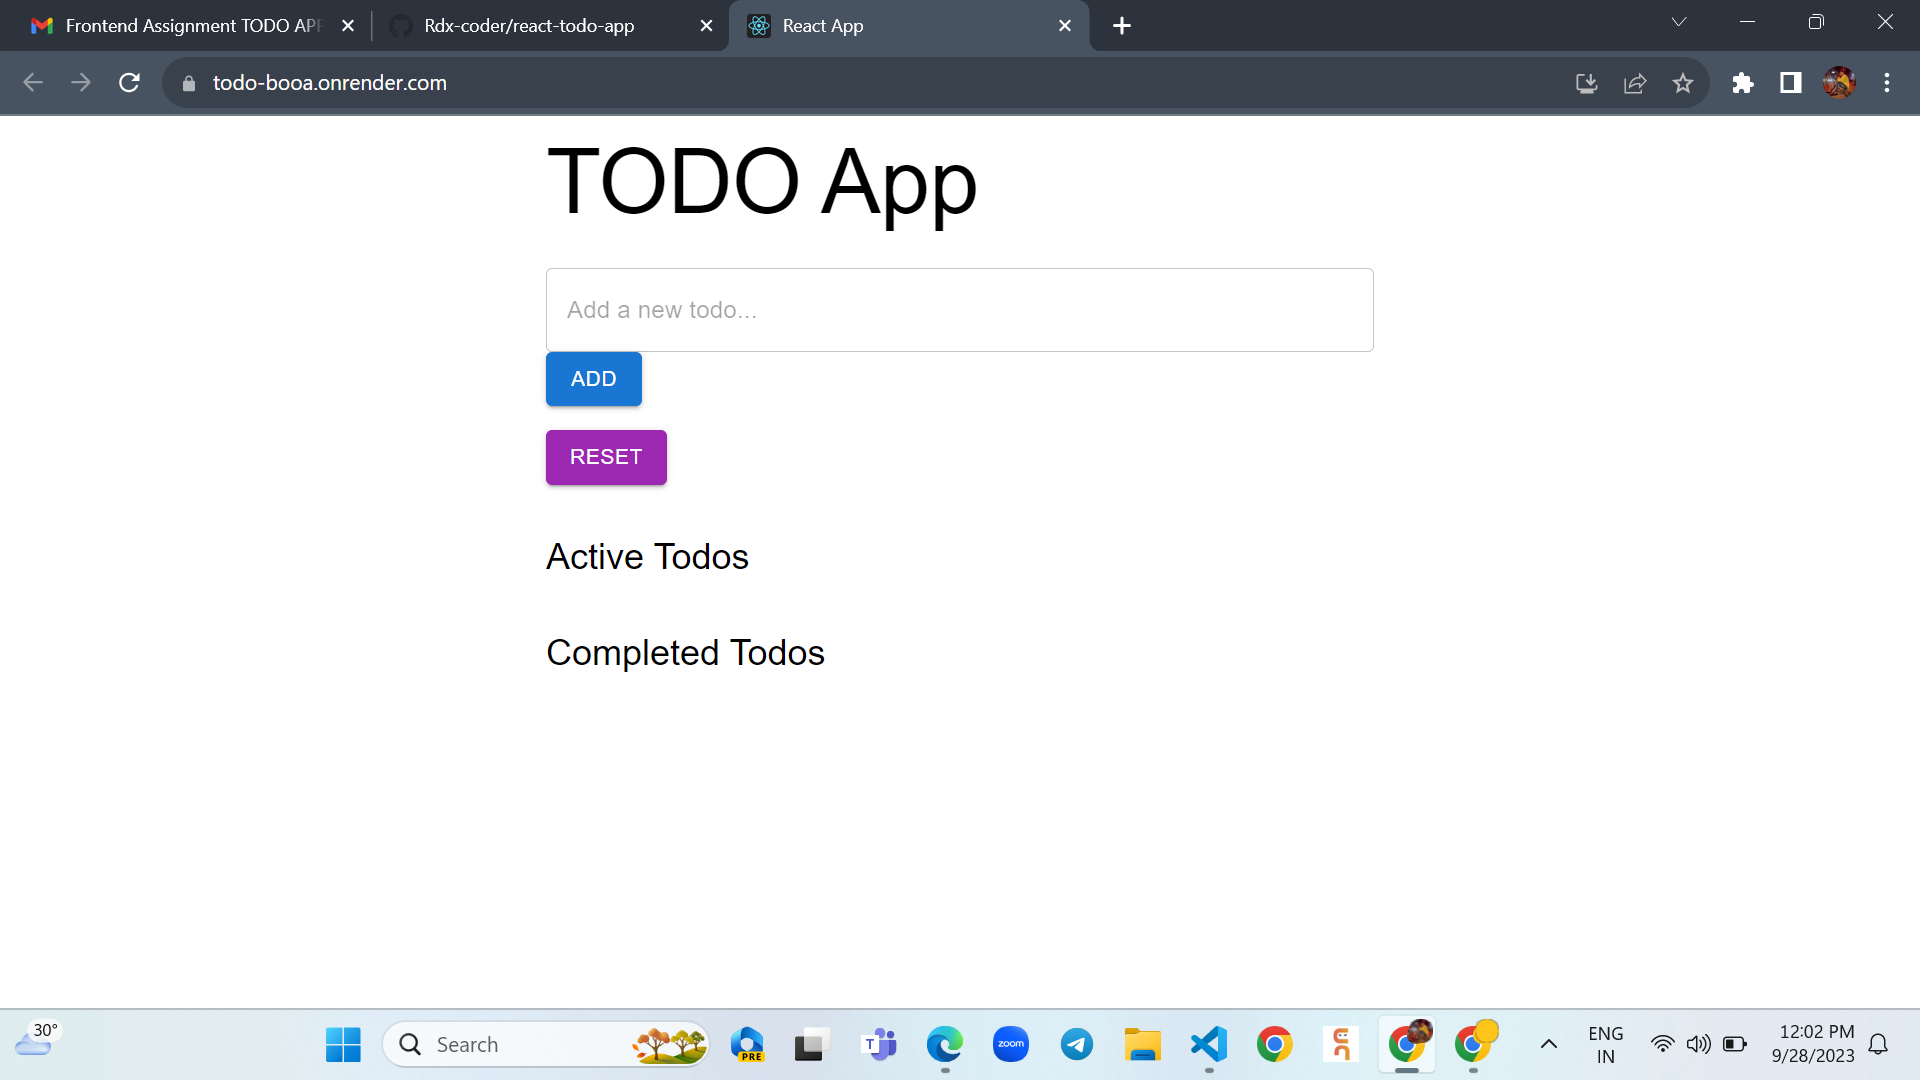 Frontend Assignment TODO APP
Rdx-coder/react-todo-app
React App
todo-booa.onrender.com
TODO App
Add a new todo...
ADD
RESET
Active Todos
Completed Todos
30°
Search
PRE
T
zoom
ENG
IN
12:02 PM
9/28/2023